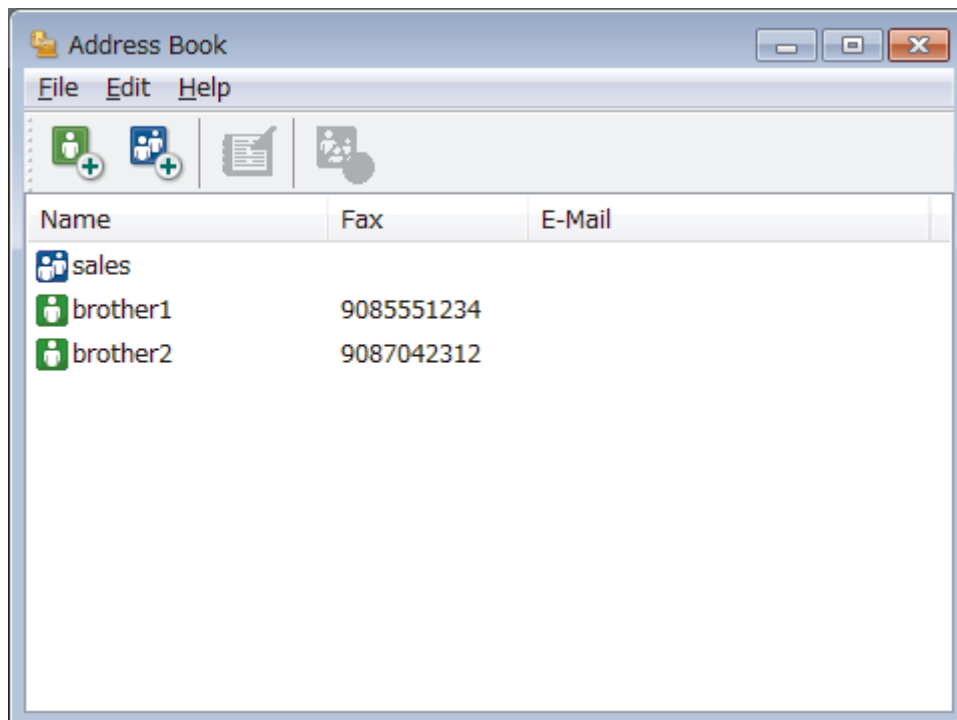 Address Book
File Edit Help
Name Fax E-Mail
sales
brother1 9085551234
brother2 9087042312